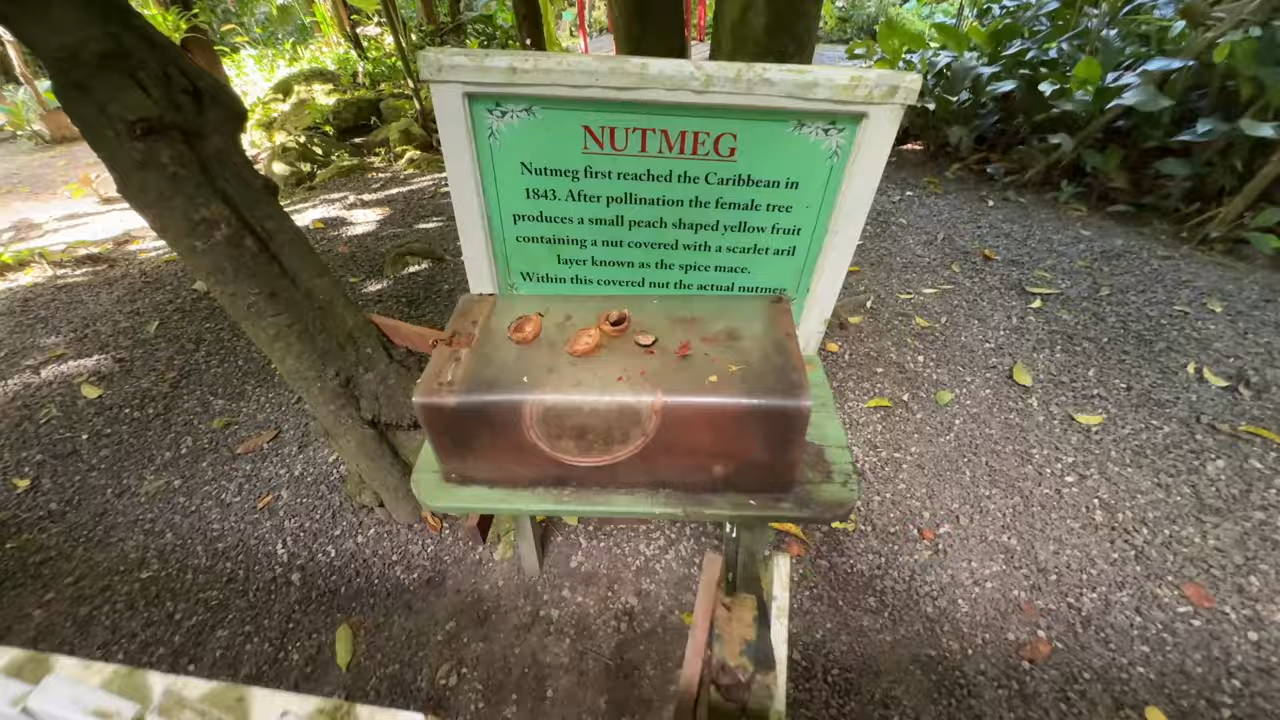 NUTMEG
Nutmeg first reached the Caribbean in
1843. After pollination the female tree
produces a small peach shaped yellow fruit
containing a nut covered with a scarlet aril
layer known as the spice mace.
Within this covered nut the actual nutmeg